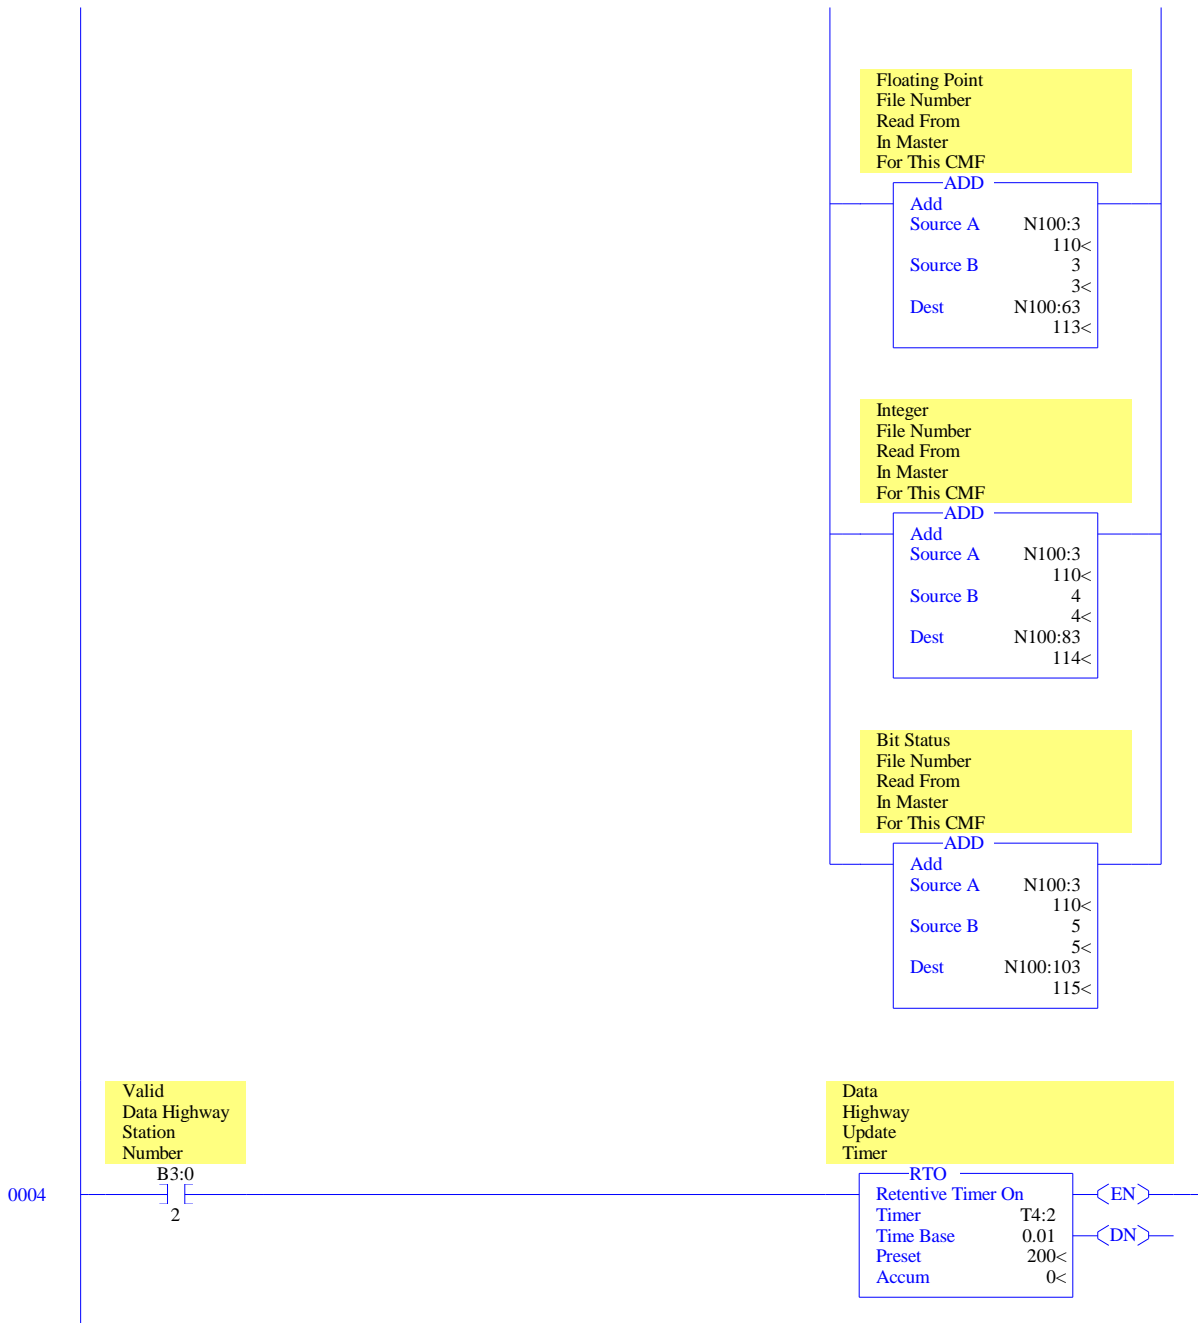 Floating Point
File Number
Read From
In Master
For This CMF
ADD
Add
Source A N100:3
110<
Source B 3
3<
Dest N100:63
113<
Integer
File Number
Read From
In Master
For This CMF
ADD
Add
Source A N100:3
110<
Source B 4
4<
Dest N100:83
114<
Bit Status
File Number
Read From
In Master
For This CMF
ADD
Add
Source A N100:3
110<
Source B 5
5<
Dest N100:103
115<
Valid
Data Highway
Station
Number
B3:0
2
0004
Data
Highway
Update
Timer
RTO
Retentive Timer On
Timer T4:2
Time Base 0.01
Preset 200<
Accum 0<
EN
DN